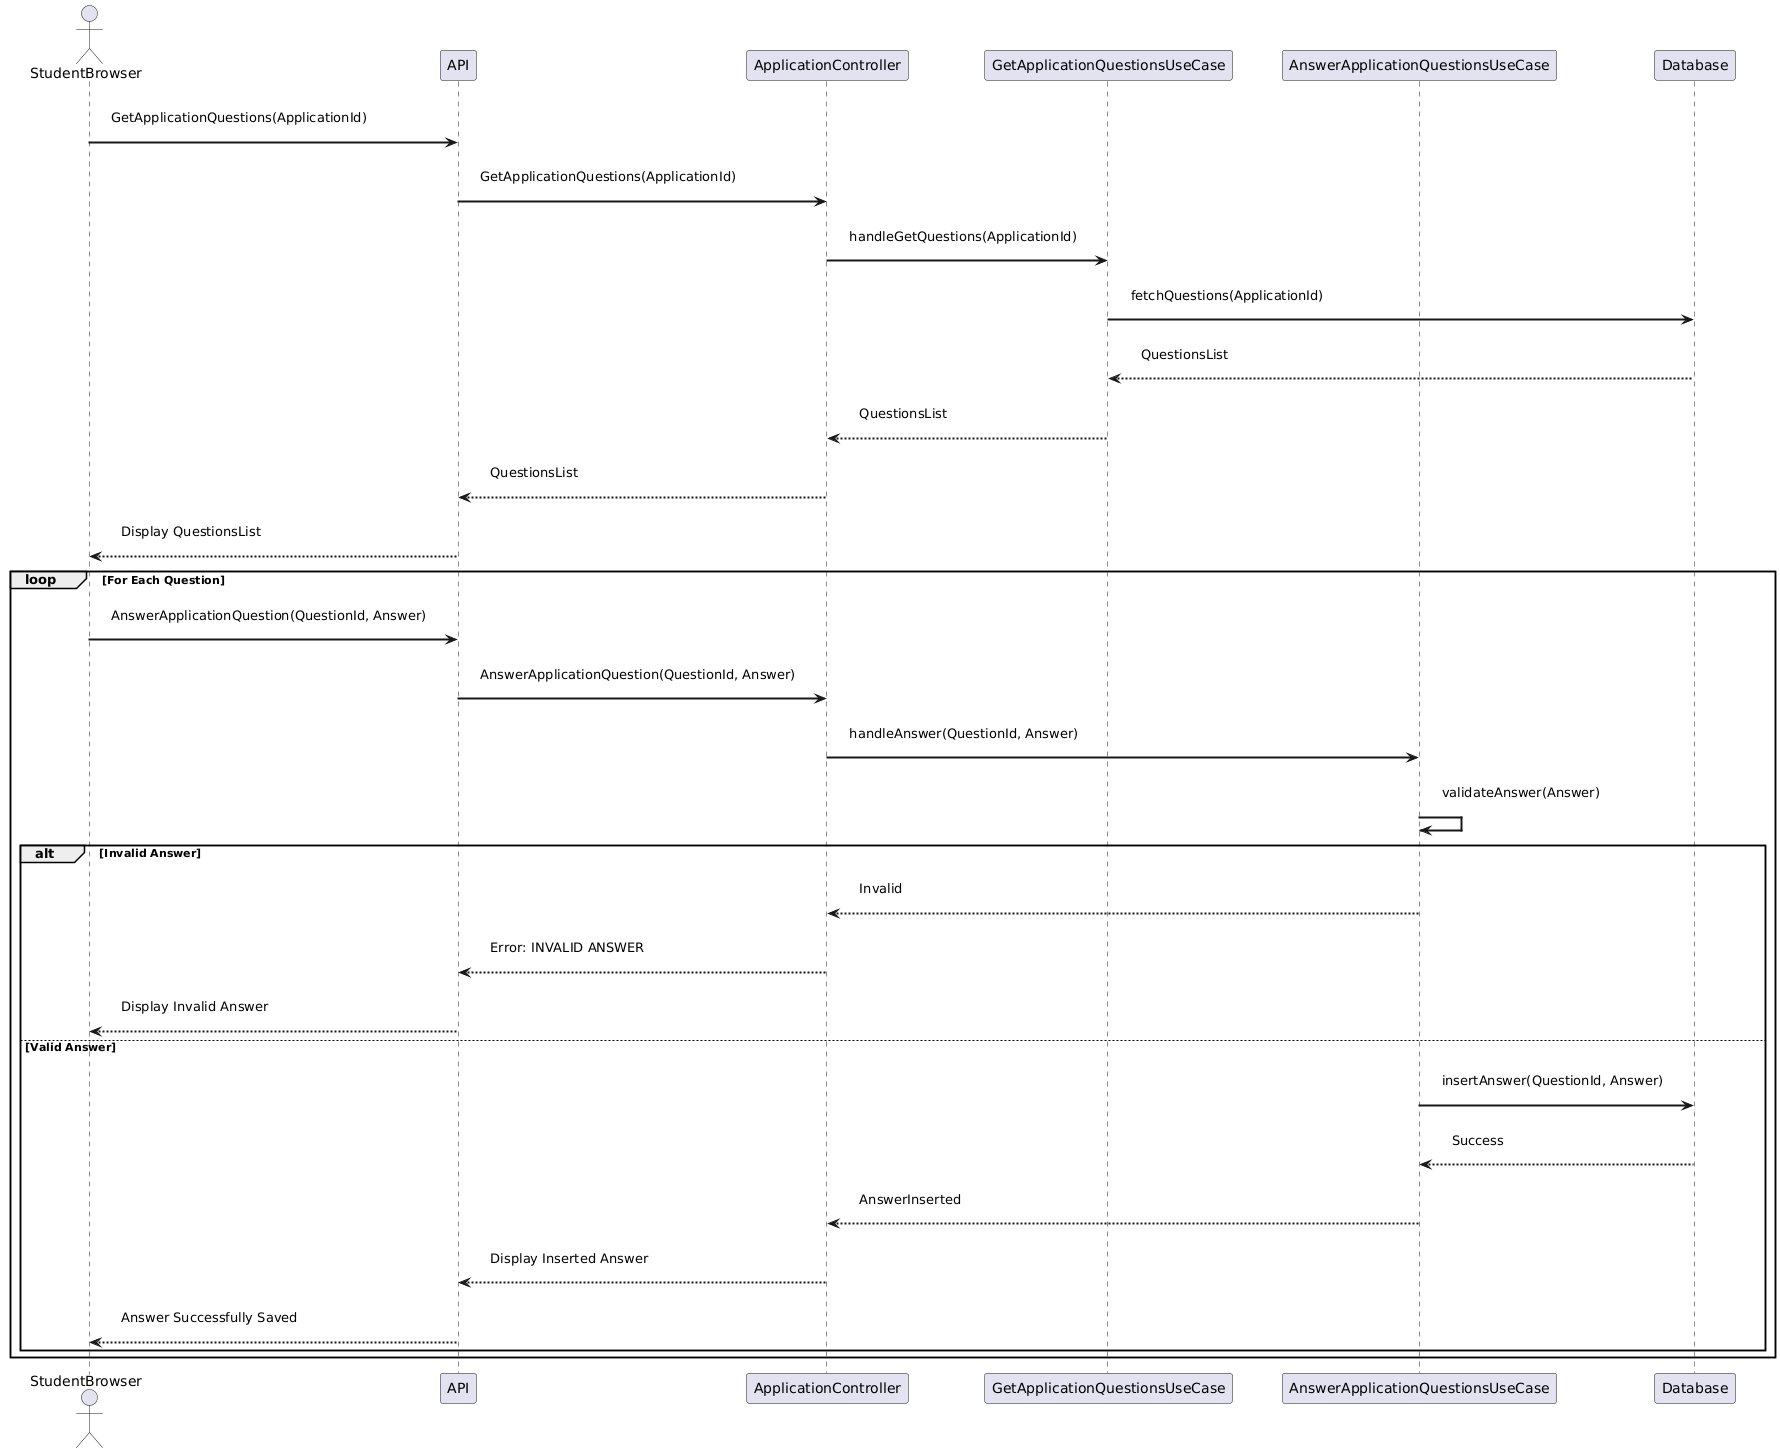 StudentBrowser
API
ApplicationController
GetApplicationQuestionsUseCase
AnswerApplicationQuestionsUseCase
Database
GetApplicationQuestions(ApplicationId)
GetApplicationQuestions(ApplicationId)
handleGetQuestions(ApplicationId)
fetchQuestions(ApplicationId)
QuestionsList
QuestionsList
QuestionsList
Display QuestionsList
loop [For Each Question]
AnswerApplicationQuestion(QuestionId, Answer)
AnswerApplicationQuestion(QuestionId, Answer)
handleAnswer(QuestionId, Answer)
validateAnswer(Answer)
alt [Invalid Answer]
Invalid
Error: INVALID ANSWER
Display Invalid Answer
[Valid Answer]
insertAnswer(QuestionId, Answer)
Success
AnswerInserted
Display Inserted Answer
Answer Successfully Saved
StudentBrowser
API
ApplicationController
GetApplicationQuestionsUseCase
AnswerApplicationQuestionsUseCase
Database